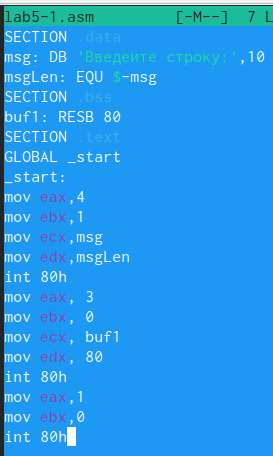 lab5-1.asm [-M--] 7 L
SECTION .data
msg: DB 'Введеите строку:',10
msgLen: EQU $-msg
SECTION .bss
buf1: RESB 80
SECTION .text
GLOBAL _start
_start:
mov eax,4
mov ebx,1
mov ecx,msg
mov edx,msgLen
int 80h
mov eax, 3
mov ebx, 0
mov ecx, buf1
mov edx, 80
int 80h
mov eax,1
mov ebx,0
int 80h